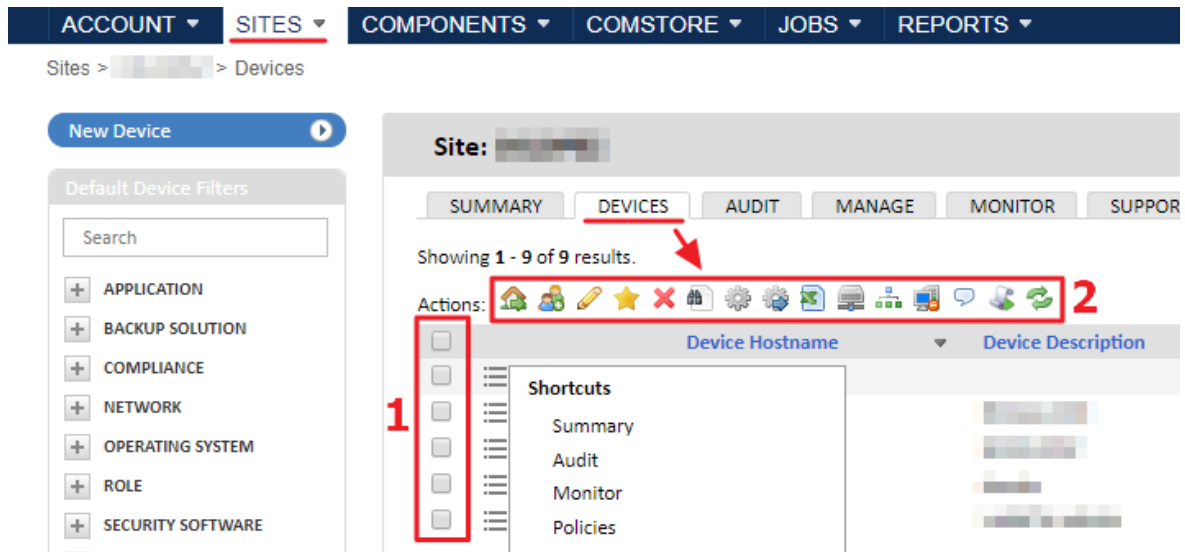 ACCOUNT SITES COMPONENTS COMSTORE JOBS REPORTS
Sites > > Devices
New Device
Site:
Default Device Filters
SUMMARY DEVICES AUDIT MANAGE MONITOR SUPPOR
Search
Showing 1 - 9 of 9 results.
APPLICATION
Actions: 2
BACKUP SOLUTION
Device Hostname Device Description
COMPLIANCE
Shortcuts
NETWORK
1
Summary
OPERATING SYSTEM
Audit
ROLE
Monitor
SECURITY SOFTWARE
Policies